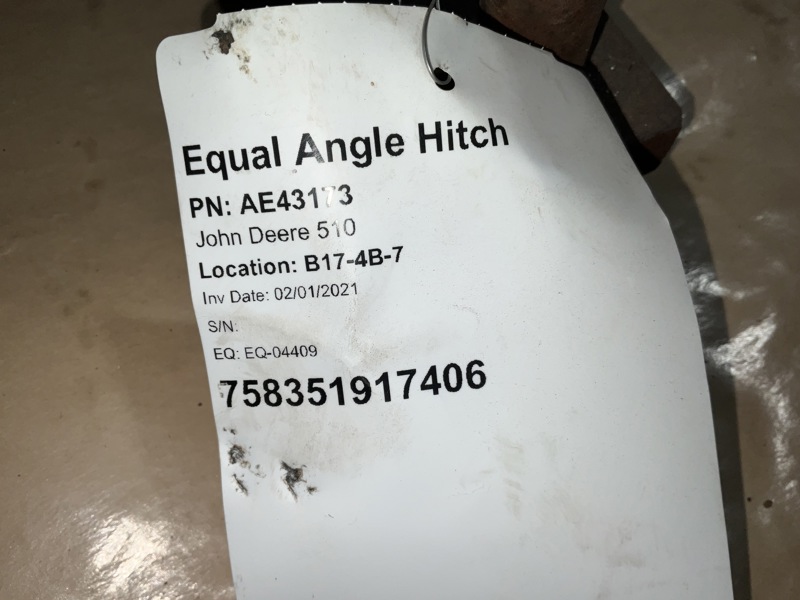 Equal Angle Hitch
PN: AE43173
John Deere 510
Location: B17-4B-7
Inv Date: 02/01/2021
S/N:
EQ: EQ-04409
758351917406